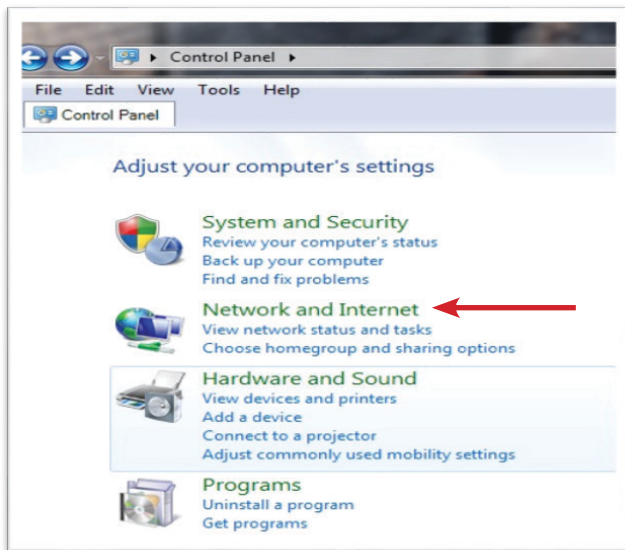 Control Panel
File Edit View Tools Help
Control Panel
Adjust your computer's settings
System and Security
Review your computer's status
Back up your computer
Find and fix problems
Network and Internet
View network status and tasks
Choose homegroup and sharing options
Hardware and Sound
View devices and printers
Add a device
Connect to a projector
Adjust commonly used mobility settings
Programs
Uninstall a program
Get programs